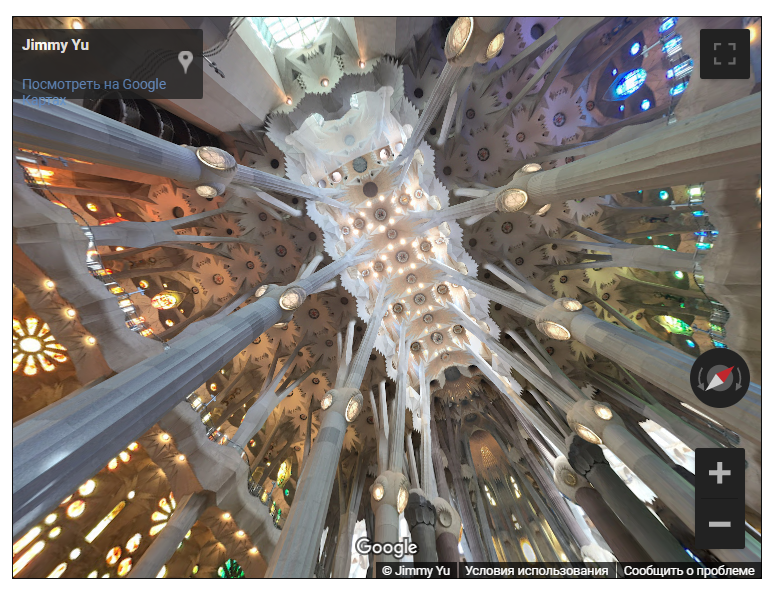 Jimmy Yu
Посмотреть на Google
Картах
Google
© Jimmy Yu
Условия использования
Сообщить о проблеме